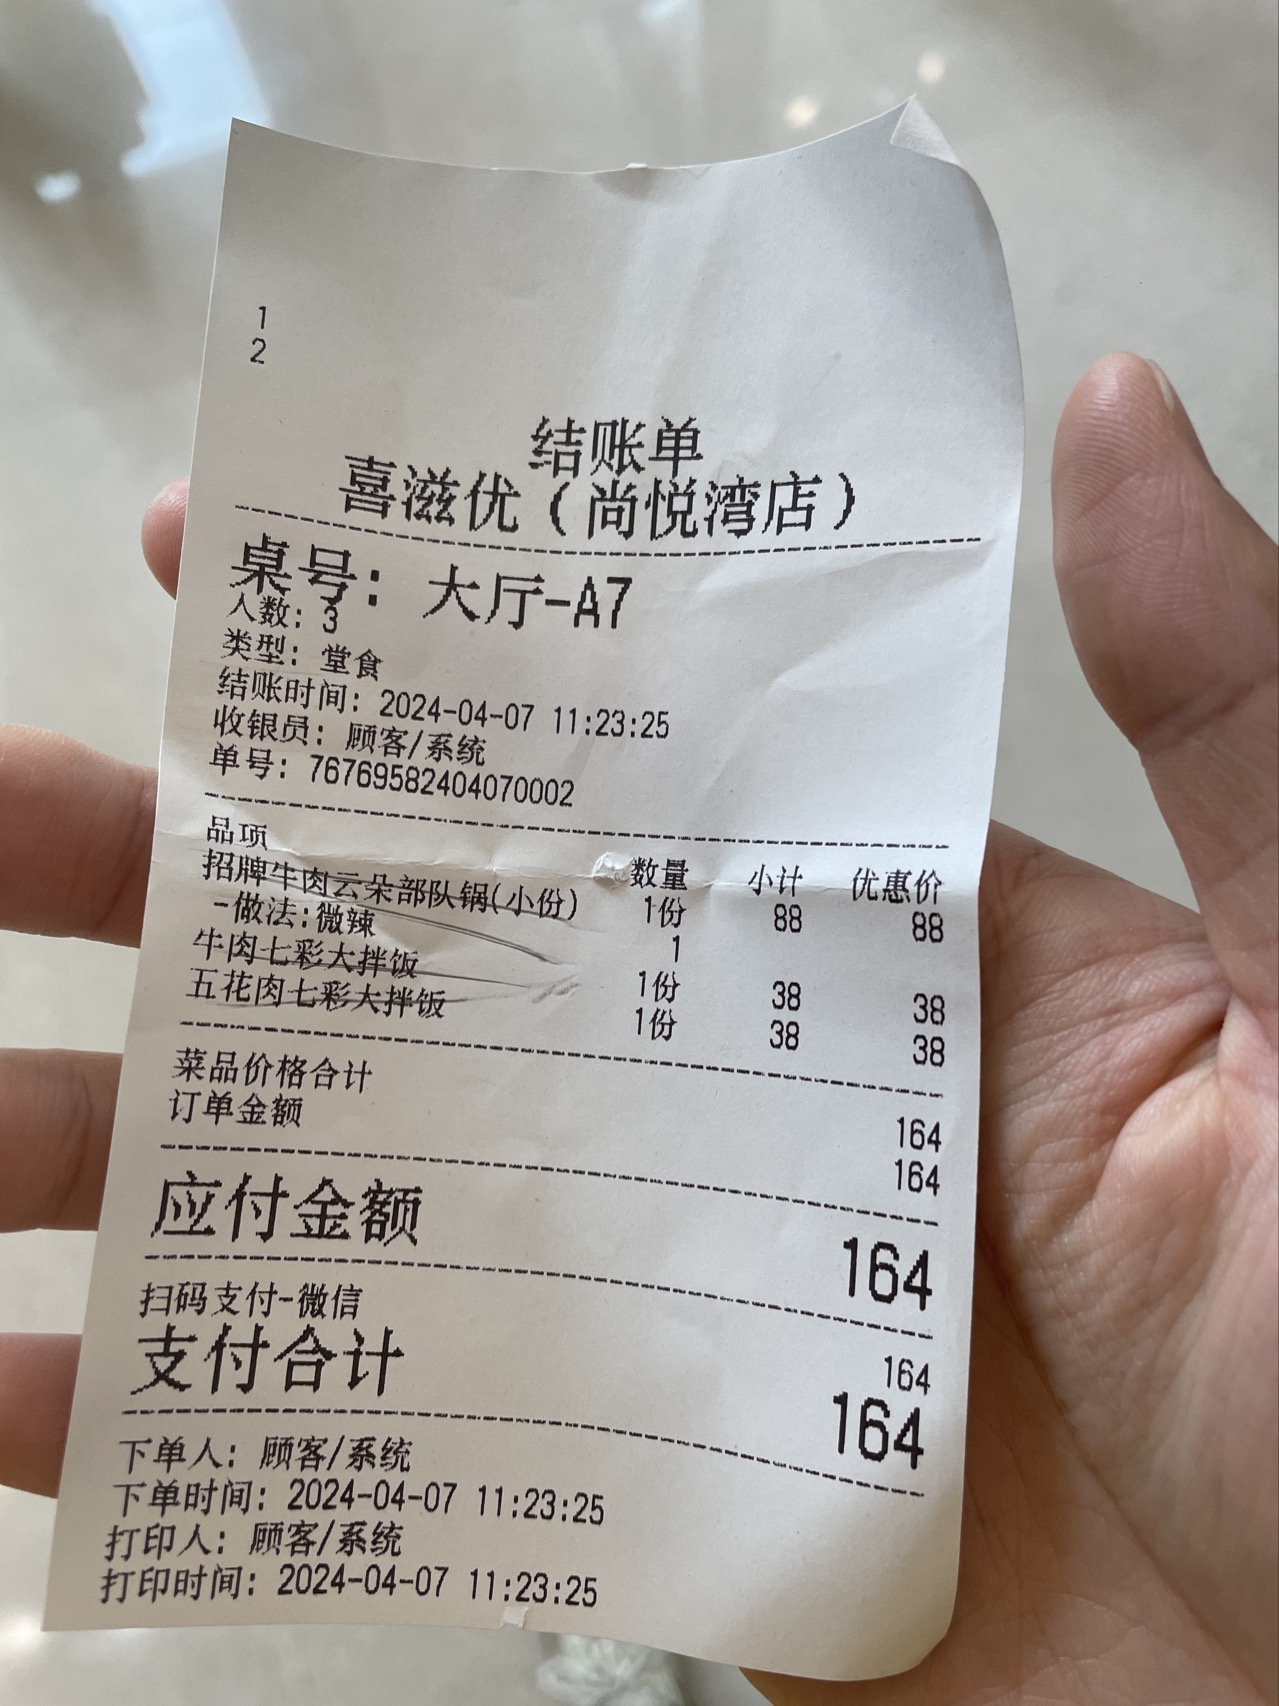 1
2
结账单
喜滋优（尚悦湾店）
桌号：大厅-A7
人数：3
类型：堂食
结账时间：2024-04-07 11:23:25
收银员：顾客/系统
单号：76769582404070002
品项 数量 小计 优惠价
招牌牛肉云朵部队锅(小份) 1份 88 88
-做法:微辣 1
牛肉七彩大拌饭 1份 38 38
五花肉七彩大拌饭 1份 38 38
菜品价格合计 164
订单金额 164
应付金额 164
扫码支付-微信 164
支付合计 164
下单人：顾客/系统
下单时间：2024-04-07 11:23:25
打印人：顾客/系统
打印时间：2024-04-07 11:23:25